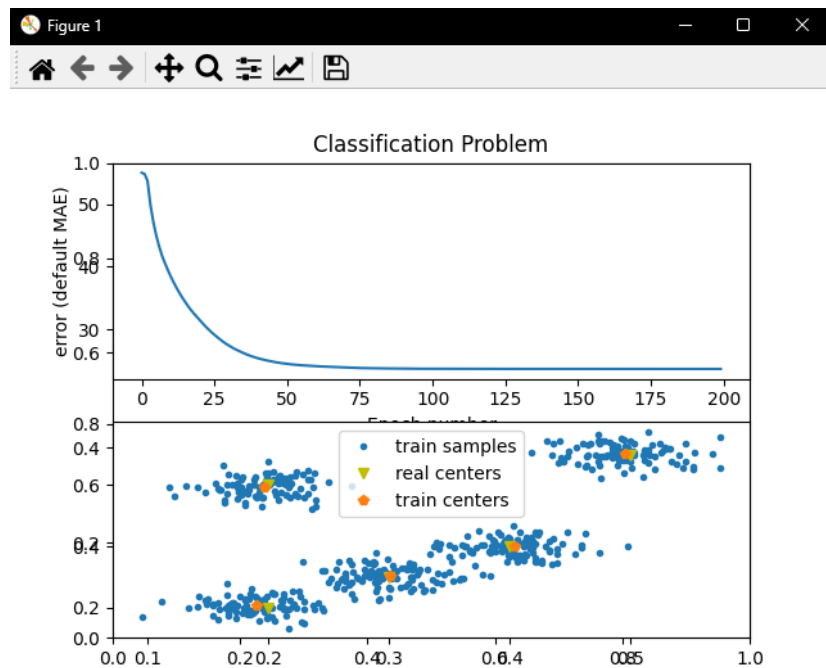 Figure 1
Classification Problem
1.0
50
0.8
40
30
0.6
error (default MAE)
0 25 50 75 100 125 150 175 200
Epoch number
0.8
0.4
0.6
0.2
0.4
0.2
0.0
train samples
real centers
train centers
0.0 0.1 0.2 0.2 0.4 0.3 0.6 0.4 0.8 0.5 1.0